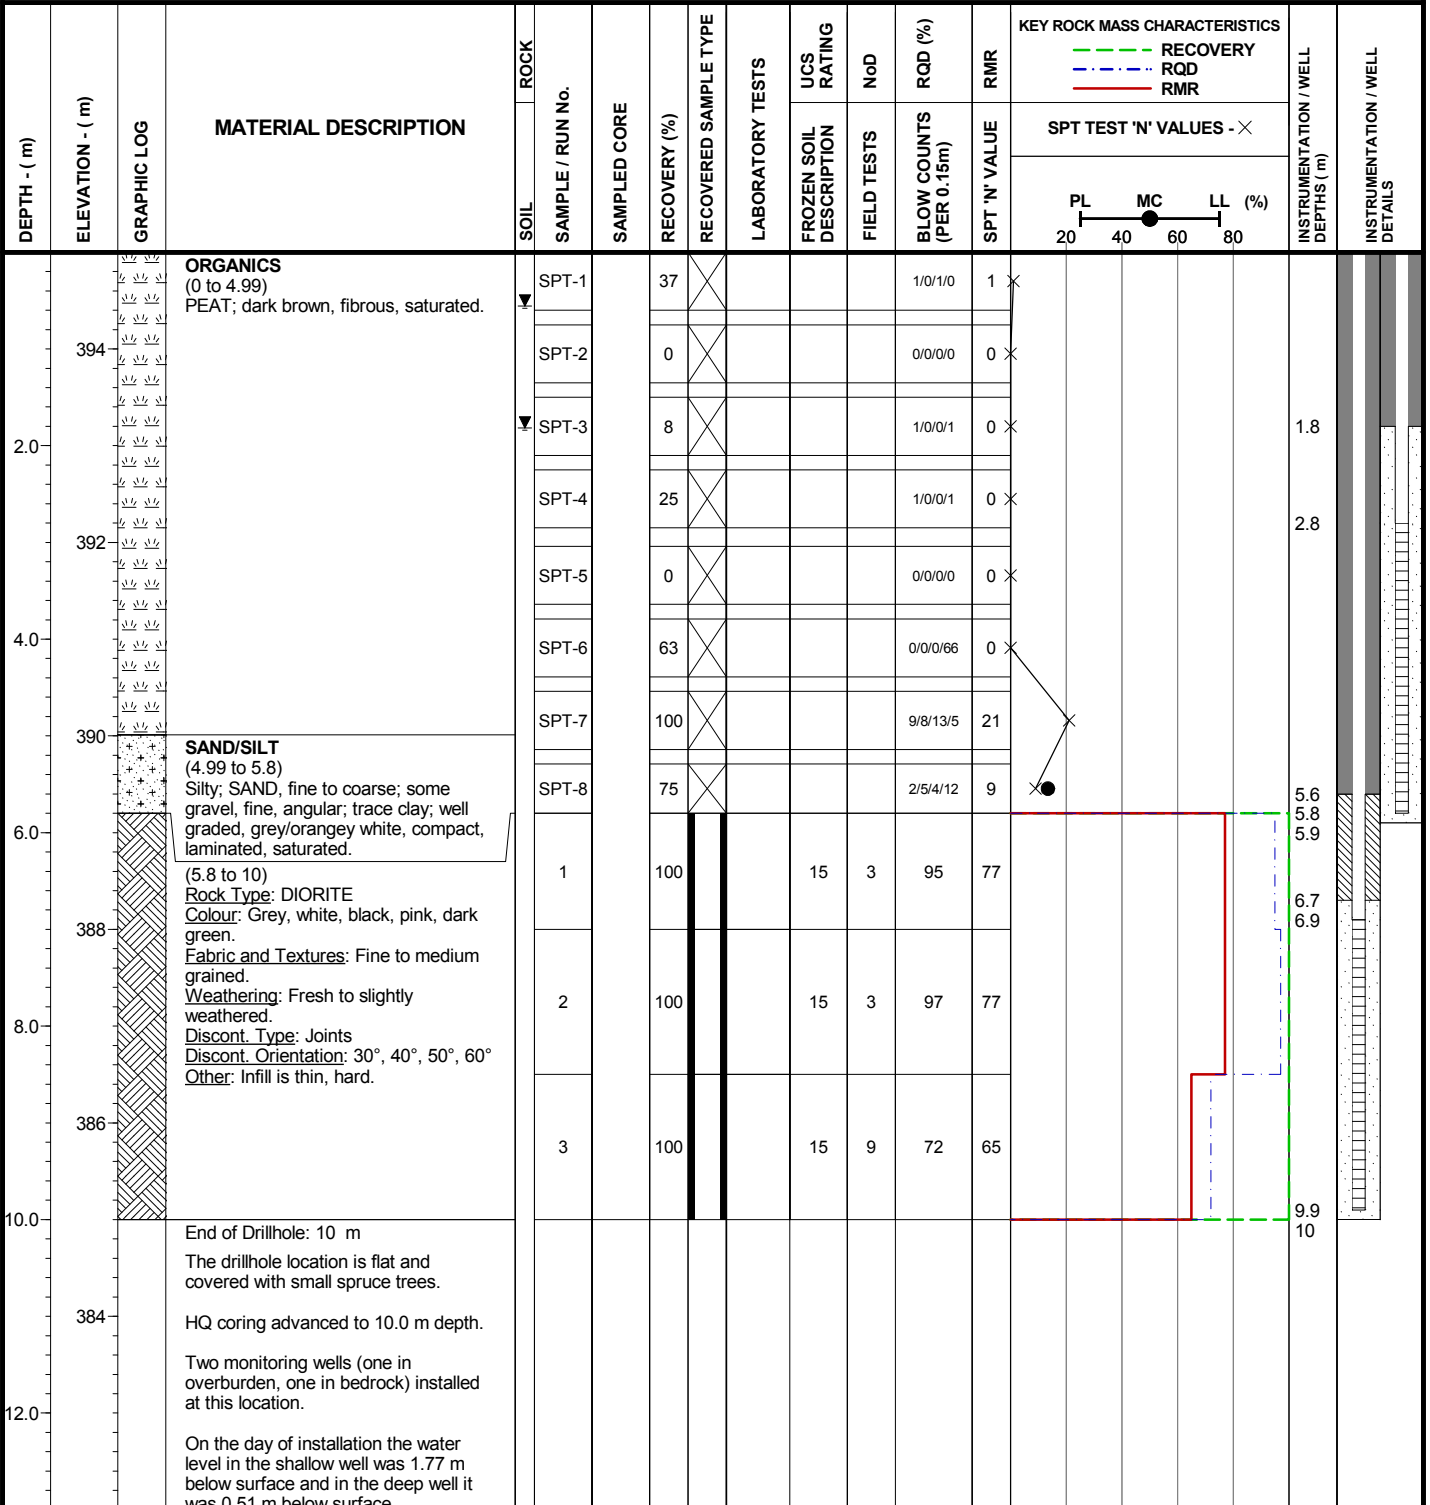 DEPTH - ( m)
ELEVATION - ( m)
GRAPHIC LOG
MATERIAL DESCRIPTION
SOIL
ROCK
SAMPLE / RUN No.
SAMPLED CORE
RECOVERY (%)
RECOVERED SAMPLE TYPE
LABORATORY TESTS
UCS RATING
FROZEN SOIL DESCRIPTION
NoD
FIELD TESTS
RQD (%)
BLOW COUNTS (PER 0.15m)
RMR
SPT 'N' VALUE
KEY ROCK MASS CHARACTERISTICS
RECOVERY
RQD
RMR
SPT TEST 'N' VALUES - X
PL MC LL (%)
20 40 60 80
INSTRUMENTATION / WELL DEPTHS ( m)
INSTRUMENTATION / WELL DETAILS
ORGANICS
(0 to 4.99)
PEAT; dark brown, fibrous, saturated.
SPT-1 37 1/0/1/0 1
394
SPT-2 0 0/0/0/0 0
SPT-3 8 1/0/0/1 0 1.8
2.0
SPT-4 25 1/0/0/1 0
2.8
392
SPT-5 0 0/0/0/0 0
4.0
SPT-6 63 0/0/0/66 0
SPT-7 100 9/8/13/5 21
390
SAND/SILT
(4.99 to 5.8)
Silty; SAND, fine to coarse; some
gravel, fine, angular; trace clay; well
graded, grey/orangey white, compact,
laminated, saturated.
SPT-8 75 2/5/4/12 9
5.6
5.8
5.9
6.0
(5.8 to 10)
Rock Type: DIORITE
Colour: Grey, white, black, pink, dark
green.
Fabric and Textures: Fine to medium
grained.
Weathering: Fresh to slightly
weathered.
Discont. Type: Joints
Discont. Orientation: 30°, 40°, 50°, 60°
Other: Infill is thin, hard.
1 100 15 3 95 77
6.7
6.9
388
2 100 15 3 97 77
8.0
386
3 100 15 9 72 65
9.9
10
10.0
End of Drillhole: 10 m
The drillhole location is flat and
covered with small spruce trees.
384
HQ coring advanced to 10.0 m depth.
Two monitoring wells (one in
overburden, one in bedrock) installed
at this location.
12.0
On the day of installation the water
level in the shallow well was 1.77 m
below surface and in the deep well it
was 0.51 m below surface